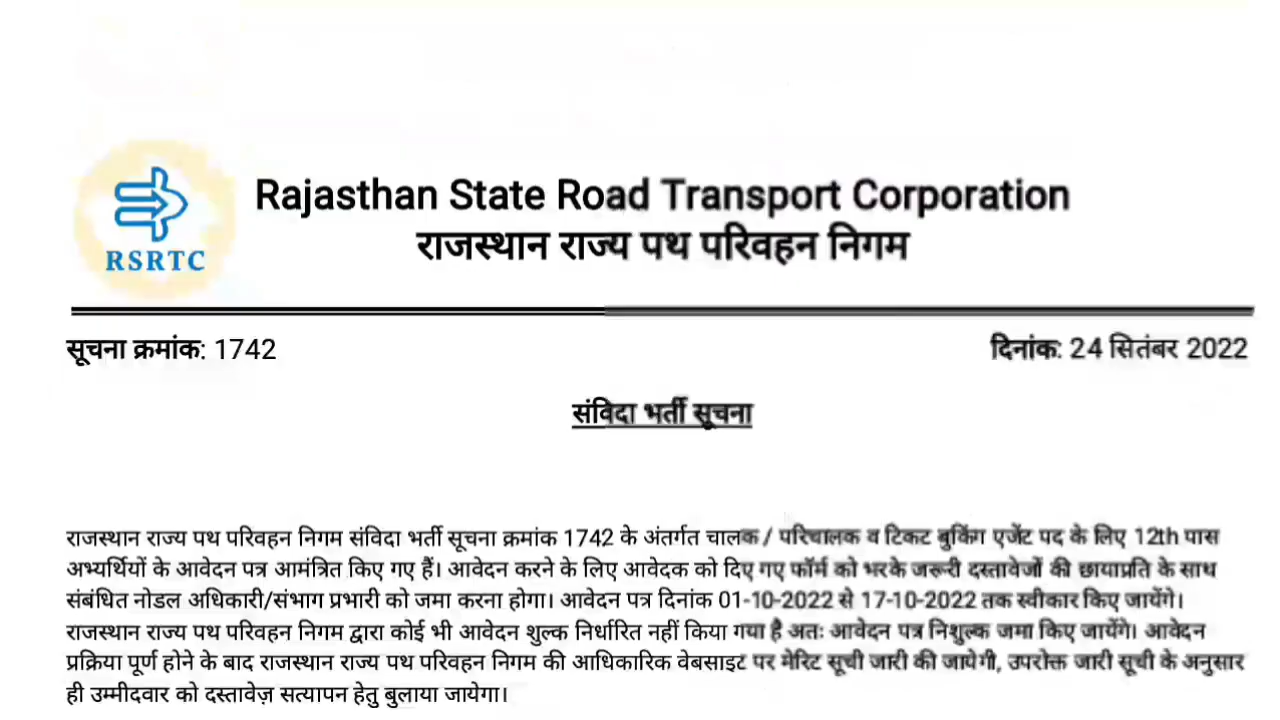 RSRTC
Rajasthan State Road Transport Corporation
राजस्थान राज्य पथ परिवहन निगम
सूचना क्रमांक: 1742
दिनांक: 24 सितंबर 2022
संविदा भर्ती सूचना
राजस्थान राज्य पथ परिवहन निगम संविदा भर्ती सूचना क्रमांक 1742 के अंतर्गत चालक / परिचालक व टिकट बुकिंग एजेंट पद के लिए 12th पास
अभ्यर्थियों के आवेदन पत्र आमंत्रित किए गए हैं। आवेदन करने के लिए आवेदक को दिए गए फॉर्म को भरके जरूरी दस्तावेजों की छायाप्रति के साथ
संबंधित नोडल अधिकारी/संभाग प्रभारी को जमा करना होगा। आवेदन पत्र दिनांक 01-10-2022 से 17-10-2022 तक स्वीकार किए जायेंगे।
राजस्थान राज्य पथ परिवहन निगम द्वारा कोई भी आवेदन शुल्क निर्धारित नहीं किया गया है अतः आवेदन पत्र निशुल्क जमा किए जायेंगे। आवेदन
प्रक्रिया पूर्ण होने के बाद राजस्थान राज्य पथ परिवहन निगम की आधिकारिक वेबसाइट पर मेरिट सूची जारी की जायेगी, उपरोक्त जारी सूची के अनुसार
ही उम्मीदवार को दस्तावेज़ सत्यापन हेतु बुलाया जायेगा।